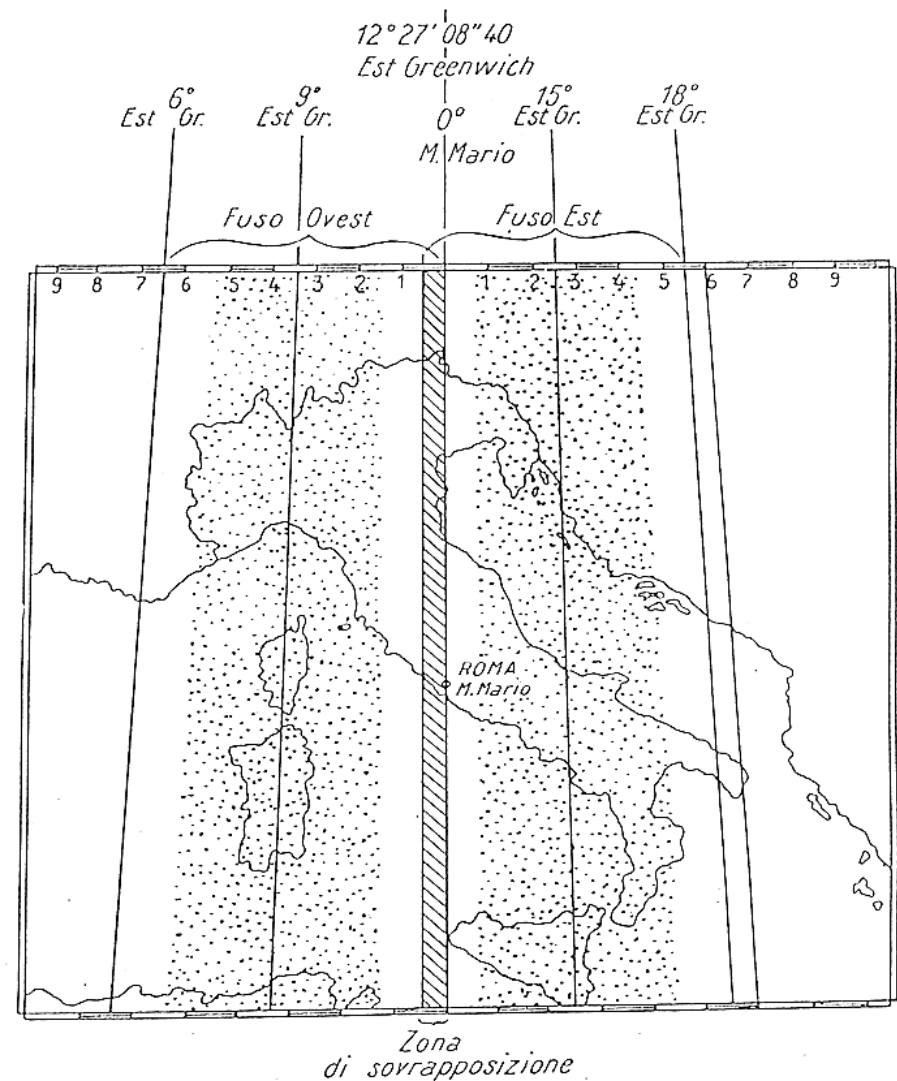 12° 27' 08"40
Est Greenwich
6°
Est Gr.
9°
Est Gr.
0°
M. Mario
15°
Est Gr.
18°
Est Gr.
Fuso Ovest
Fuso Est
9 8 7 6 5 4 3 2 1 1 2 3 4 5 6 7 8 9
ROMA
M. Mario
Zona
di sovrapposizione